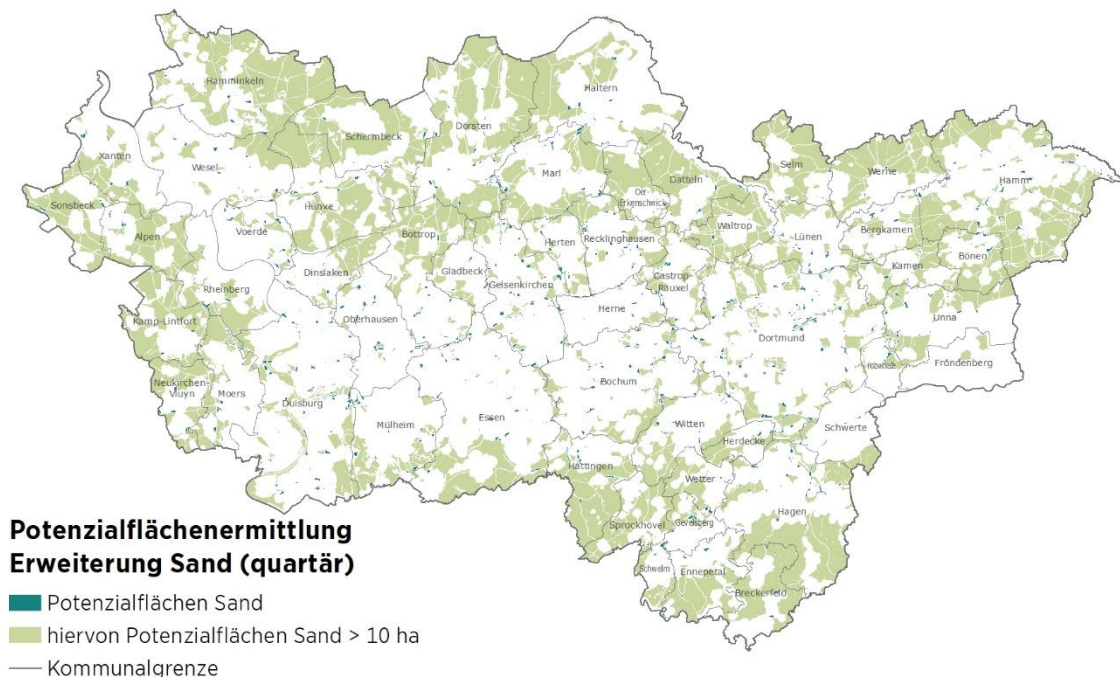 Hamminkeln
Haltern
Schermbeck
Dorsten
Xanten
Wesel
Marl
Selm
Werne
Hamm
Datteln
Oer-
Erkenschwick
Sonsbeck
Hünxe
Alpen
Voerde
Bottrop
Waltrop
Lünen
Bergkamen
Herten
Recklinghausen
Kamen
Bönen
Dinslaken
Gladbeck
Gelsenkirchen
Castrop-
Rauxel
Rheinberg
Kamp-Lintfort
Oberhausen
Herne
Unna
Dortmund
Holzwickede
Fröndenberg
Neukirchen-
Vluyn
Moers
Duisburg
Bochum
Mülheim
Essen
Witten
Schwerte
Herdecke
Hattingen
Wetter
Hagen
Sprockhövel
Gevelsberg
Schwelm
Ennepetal
Breckerfeld
Potenzialflächenermittlung
Erweiterung Sand (quartär)
Potenzialflächen Sand
hiervon Potenzialflächen Sand > 10 ha
Kommunalgrenze